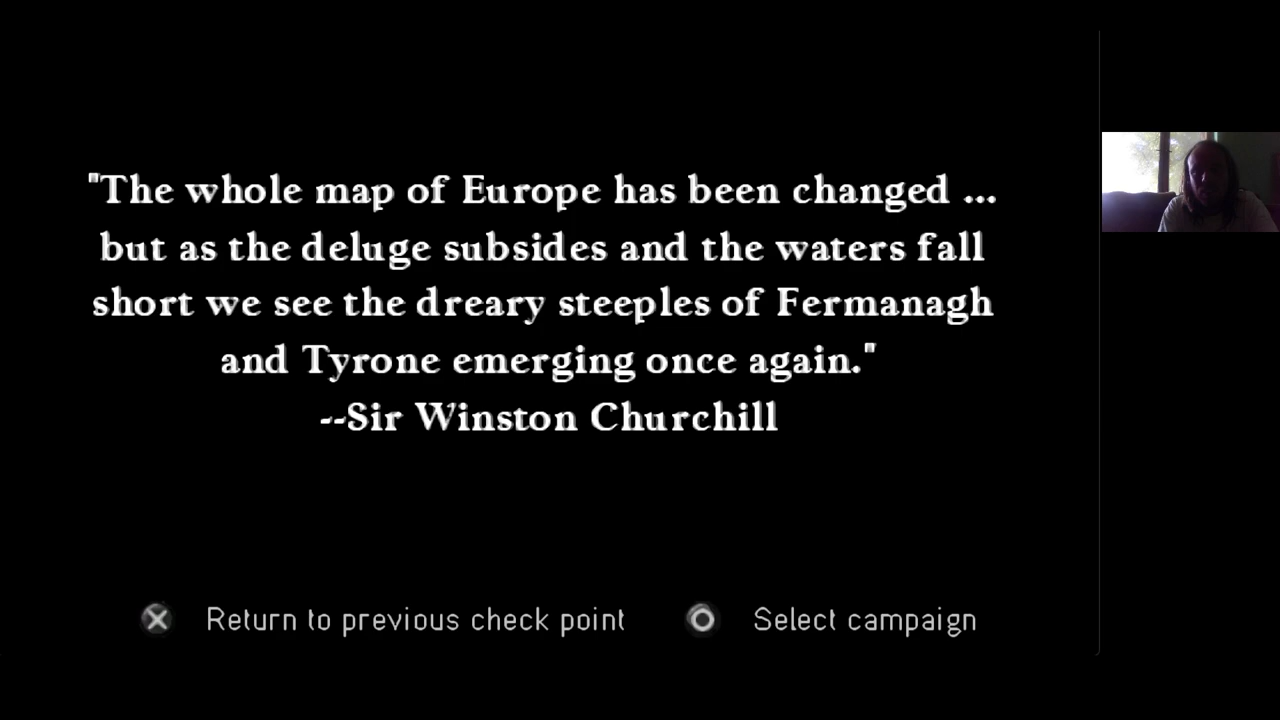 "The whole map of Europe has been changed ...
but as the deluge subsides and the waters fall
short we see the dreary steeples of Fermanagh
and Tyrone emerging once again."
--Sir Winston Churchill
Return to previous check point
Select campaign